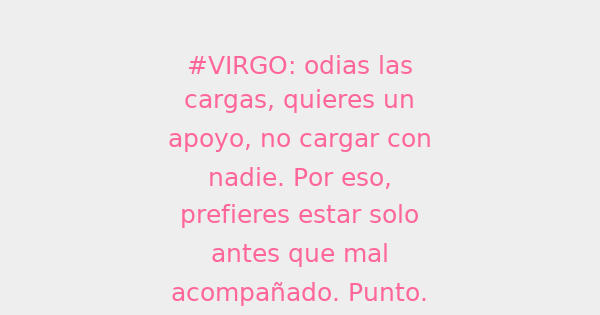 #VIRGO: odias las
cargas, quieres un
apoyo, no cargar con
nadie. Por eso,
prefieres estar solo
antes que mal
acompañado. Punto.